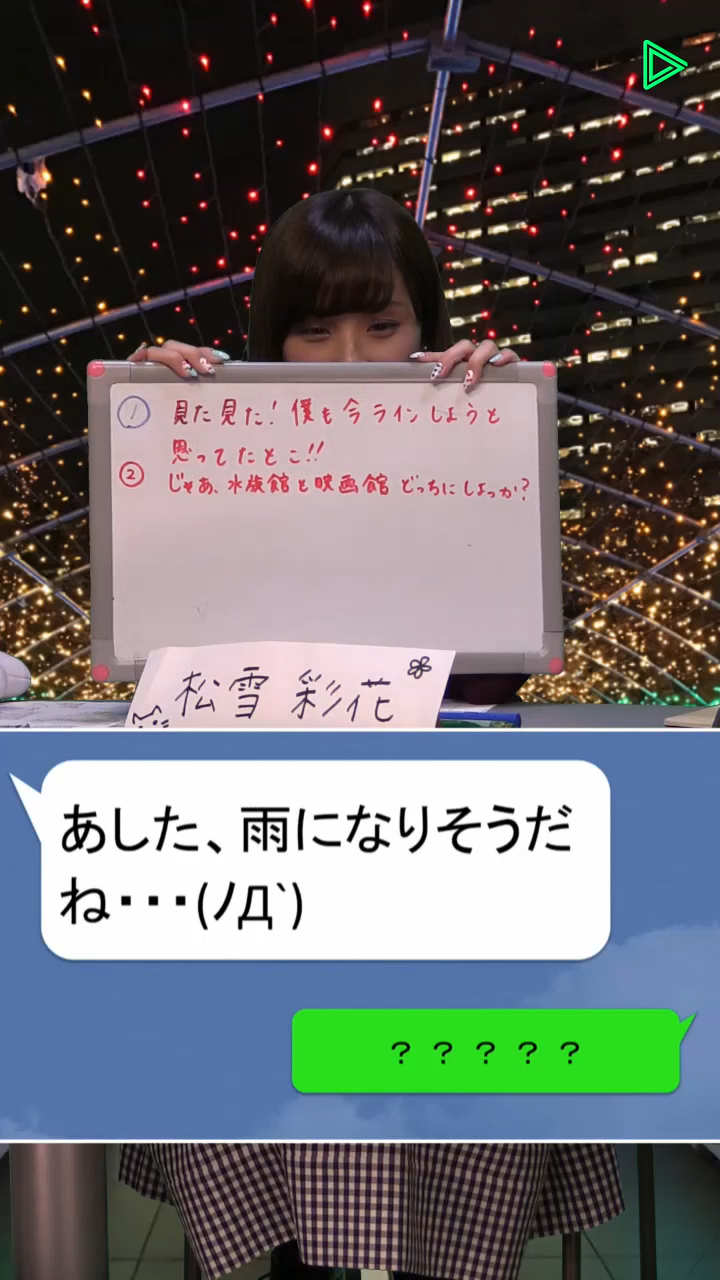 ① 見た見た!僕も今ラインしようと
思ってたとこ!!
② じゃあ、水族館と映画館どっちにしよっか?
松雪 彩花
あした、雨になりそうだ
ね・・・(ﾉД`)
?????